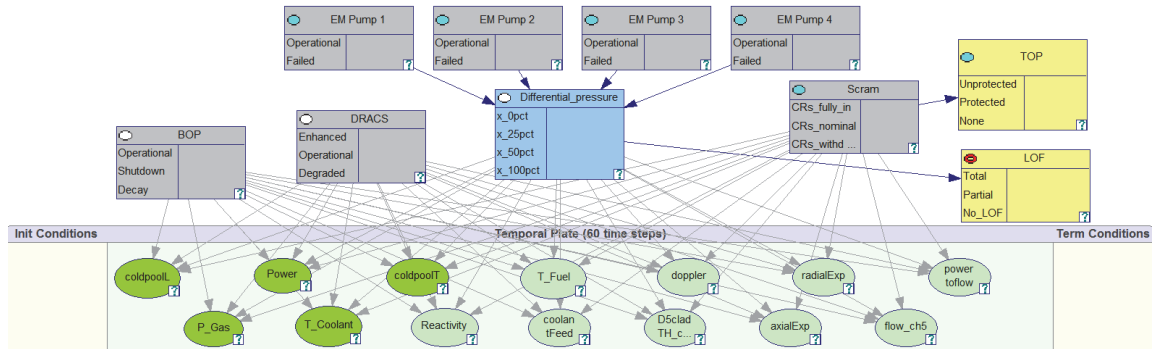 EM Pump 1
Operational
Failed
?
EM Pump 2
Operational
Failed
?
EM Pump 3
Operational
Failed
?
EM Pump 4
Operational
Failed
?
TOP
Unprotected
Protected
None
?
Scram
CRs_fully_in
CRs_nominal
CRs_withd ...
?
Differential_pressure
x_0pct
x_25pct
x_50pct
x_100pct
?
DRACS
Enhanced
Operational
Degraded
?
BOP
Operational
Shutdown
Decay
?
LOF
Total
Partial
No_LOF
?
Init Conditions
Temporal Plate (60 time steps)
Term Conditions
coldpoolL
?
Power
?
coldpoolT
?
T_Fuel
?
doppler
?
radialExp
?
power
toflow
?
P_Gas
?
T_Coolant
?
Reactivity
?
coolan
tFeed
?
D5clad
TH_c...
?
axialExp
?
flow_ch5
?